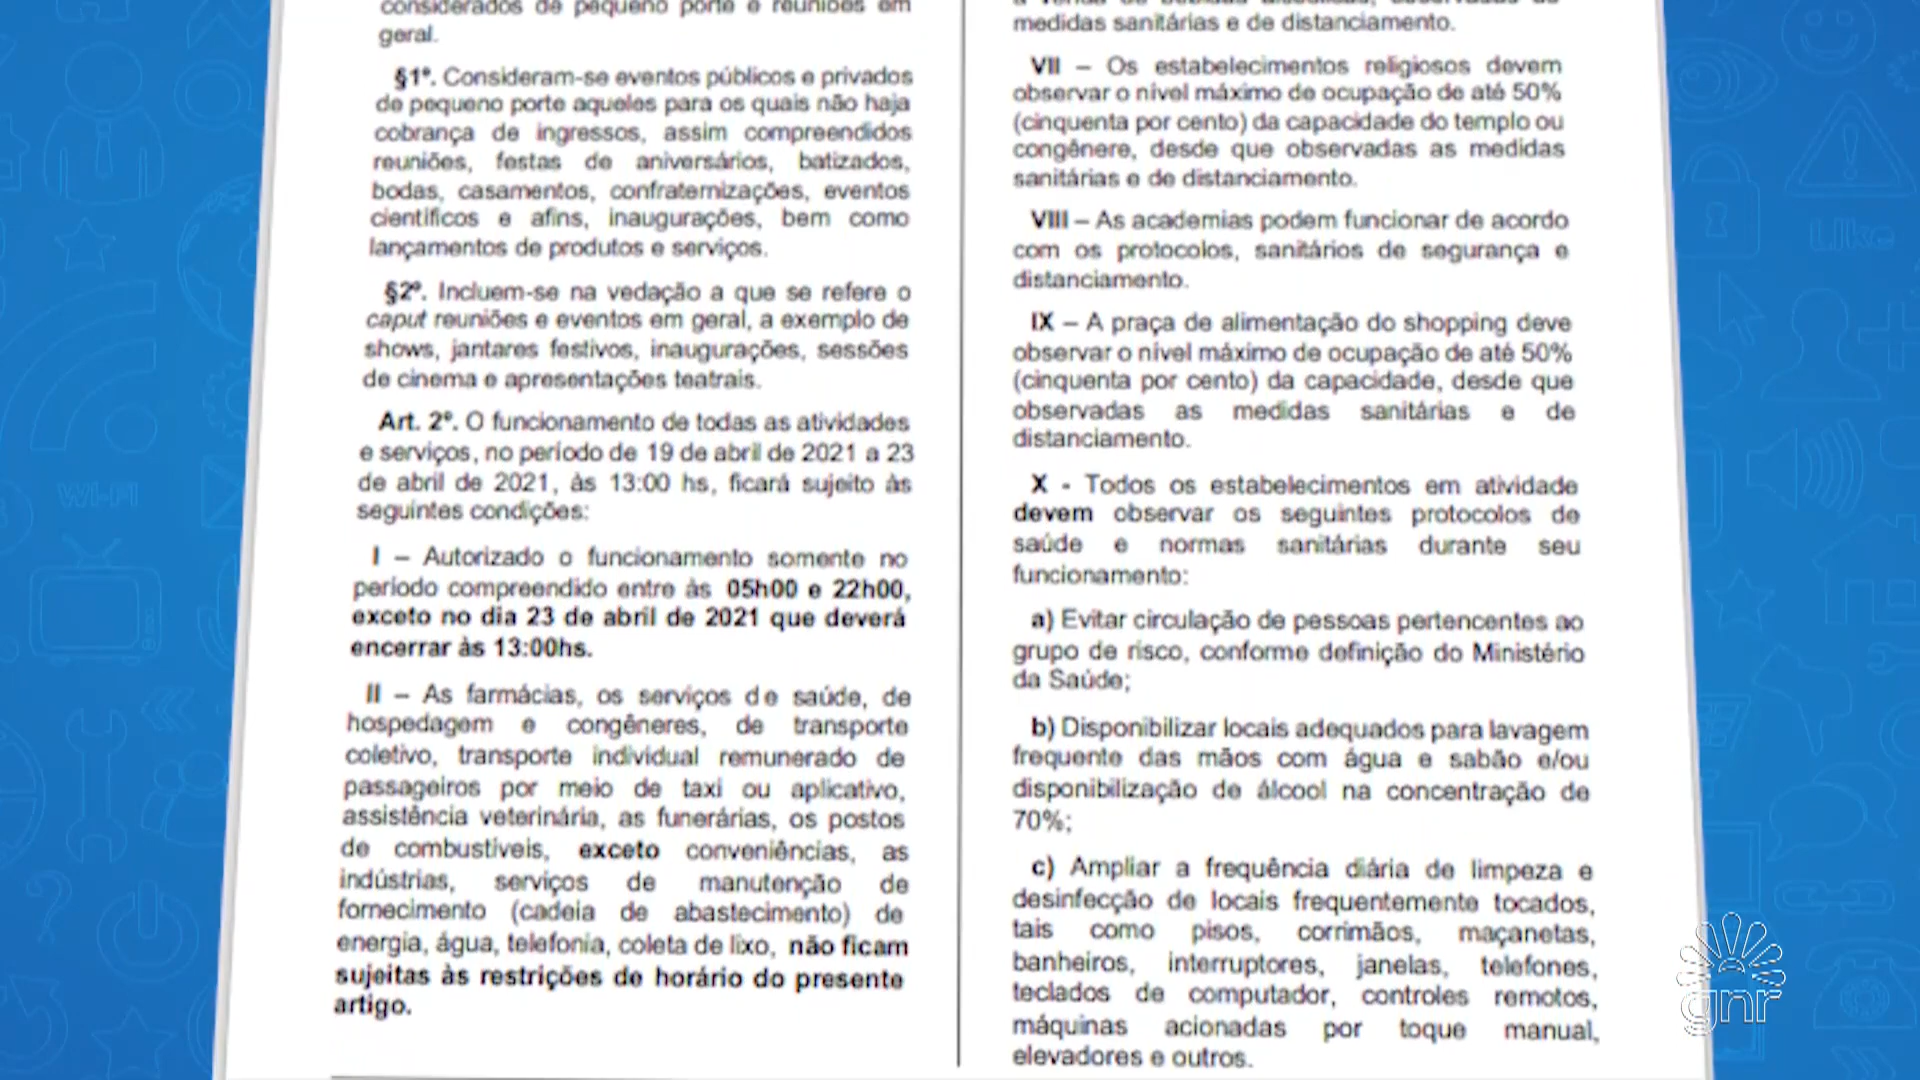 considerados de pequeno porte e reuniões em
geral.
§1º. Consideram-se eventos públicos e privados
de pequeno porte aqueles para os quais não haja
cobrança de ingressos, assim compreendidos
reuniões, festas de aniversários, batizados,
bodas, casamentos, confraternizações, eventos
científicos e afins, inaugurações, bem como
lançamentos de produtos e serviços.
§2º. Incluem-se na vedação a que se refere o
caput reuniões e eventos em geral, a exemplo de
shows, jantares festivos, inaugurações, sessões
de cinema e apresentações teatrais.
Art. 2º. O funcionamento de todas as atividades
e serviços, no período de 19 de abril de 2021 a 23
de abril de 2021, às 13:00 hs, ficará sujeito às
seguintes condições:
I – Autorizado o funcionamento somente no
período compreendido entre às 05h00 e 22h00,
exceto no dia 23 de abril de 2021 que deverá
encerrar às 13:00hs.
II – As farmácias, os serviços de saúde, de
hospedagem e congêneres, de transporte
coletivo, transporte individual remunerado de
passageiros por meio de taxi ou aplicativo,
assistência veterinária, as funerárias, os postos
de combustíveis, exceto conveniências, as
indústrias, serviços de manutenção de
fornecimento (cadeia de abastecimento) de
energia, água, telefonia, coleta de lixo, não ficam
sujeitas às restrições de horário do presente
artigo.
medidas sanitárias e de distanciamento.
VII – Os estabelecimentos religiosos devem
observar o nível máximo de ocupação de até 50%
(cinquenta por cento) da capacidade do templo ou
congênere, desde que observadas as medidas
sanitárias e de distanciamento.
VIII – As academias podem funcionar de acordo
com os protocolos, sanitários de segurança e
distanciamento.
IX – A praça de alimentação do shopping deve
observar o nível máximo de ocupação de até 50%
(cinquenta por cento) da capacidade, desde que
observadas as medidas sanitárias e de
distanciamento.
X - Todos os estabelecimentos em atividade
devem observar os seguintes protocolos de
saúde e normas sanitárias durante seu
funcionamento:
a) Evitar circulação de pessoas pertencentes ao
grupo de risco, conforme definição do Ministério
da Saúde;
b) Disponibilizar locais adequados para lavagem
frequente das mãos com água e sabão e/ou
disponibilização de álcool na concentração de
70%;
c) Ampliar a frequência diária de limpeza e
desinfecção de locais frequentemente tocados,
tais como pisos, corrimãos, maçanetas,
banheiros, interruptores, janelas, telefones,
teclados de computador, controles remotos,
máquinas acionadas por toque manual,
elevadores e outros.
WI-FI
Like
gnr